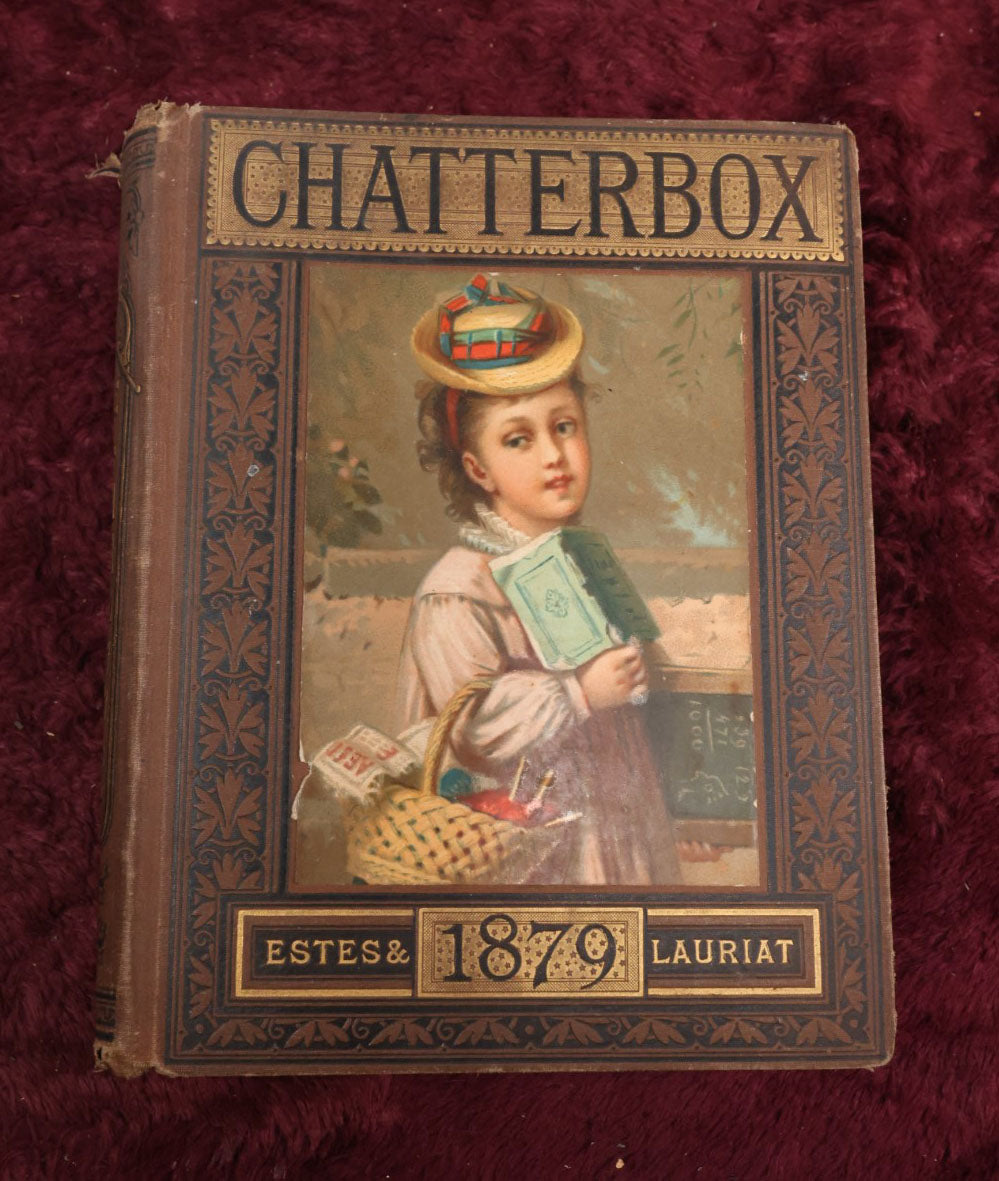 CHATTERBOX
ESTES & 1879 LAURIAT